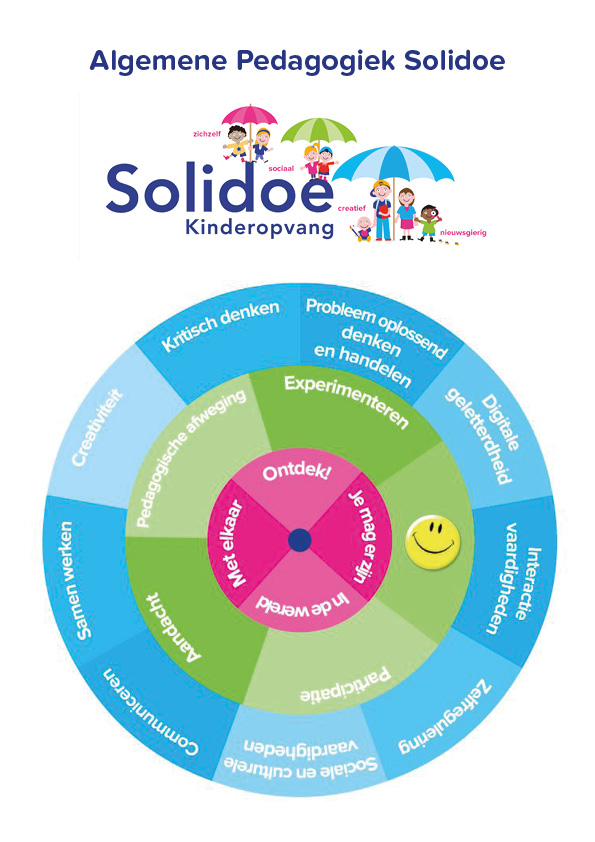 Algemene Pedagogiek Solidoe
zichzelf
sociaal
Solidoe
creatief
Kinderopvang
nieuwsgierig
Kritisch denken
Probleem oplossend
denken
en handelen
Digitale
geletterdheid
Interactie
vaardigheden
Zelfregulering
Sociale en culturele
vaardigheden
Communiceren
Samen werken
Creativiteit
Pedagogische afweging
Experimenteren
Participatie
Aandacht
Ontdek!
Je mag er zijn
In de wereld
Met elkaar